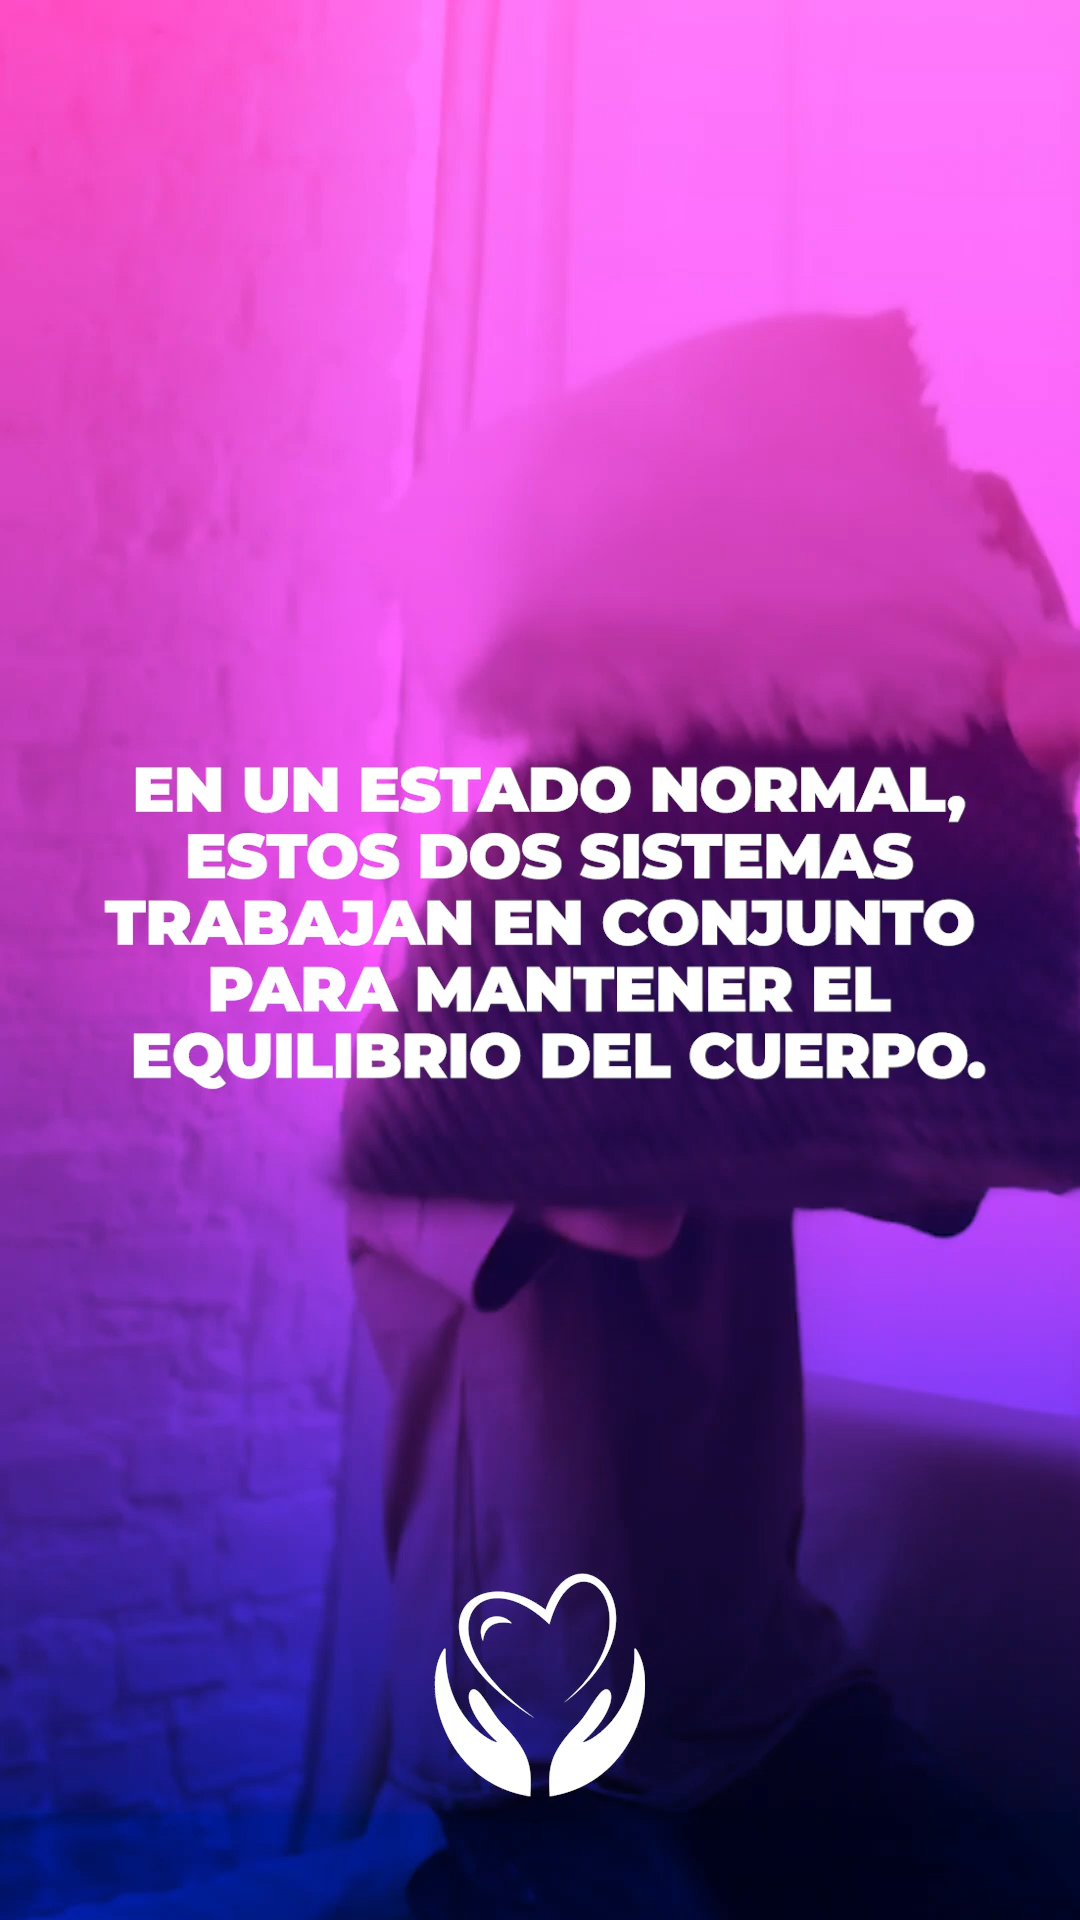 EN UN ESTADO NORMAL,
ESTOS DOS SISTEMAS
TRABAJAN EN CONJUNTO
PARA MANTENER EL
EQUILIBRIO DEL CUERPO.